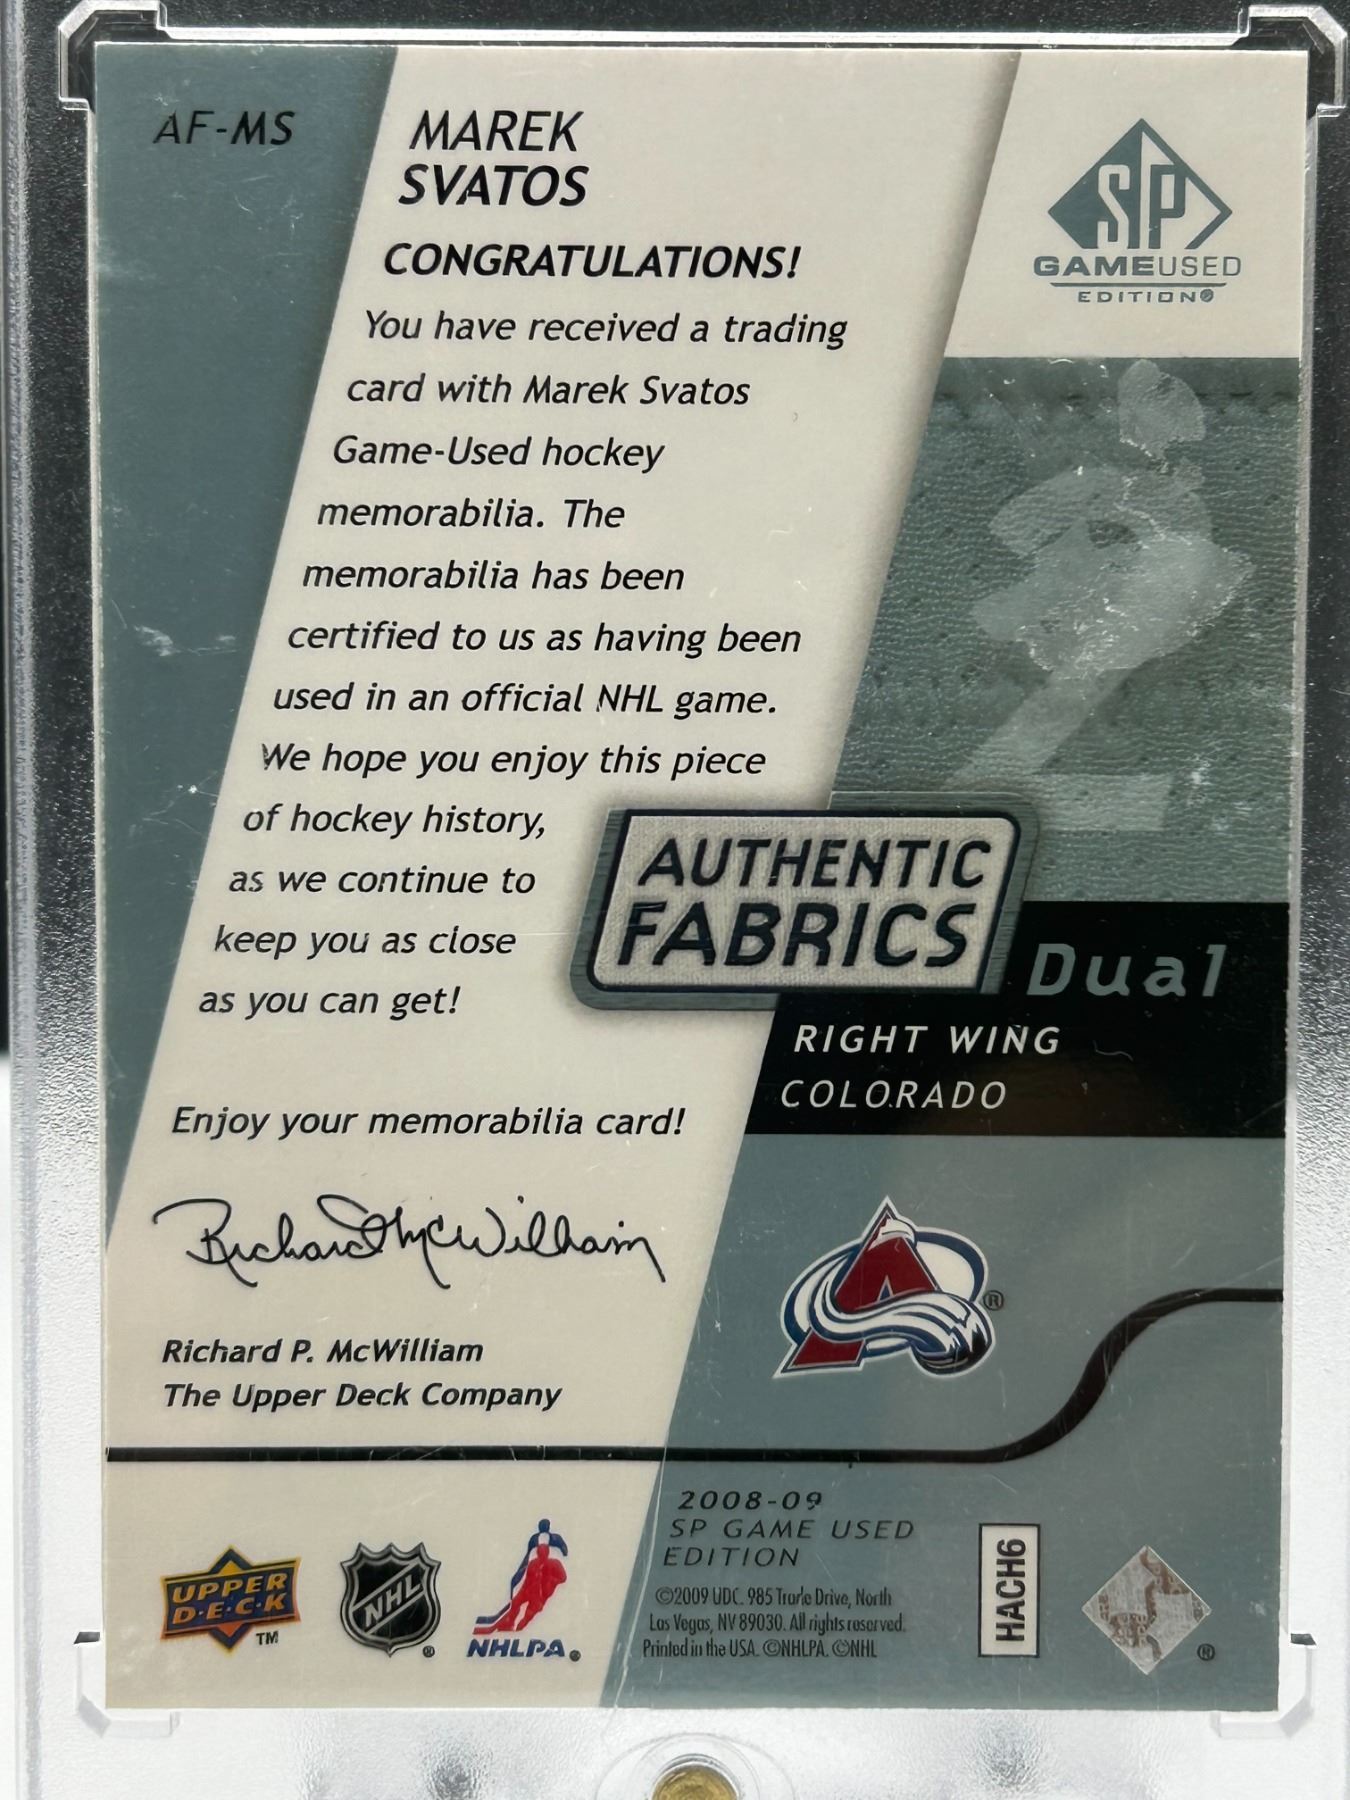 AF-MS
MAREK
SVATOS
CONGRATULATIONS!
You have received a trading
card with Marek Svatos
Game-Used hockey
memorabilia. The
memorabilia has been
certified to us as having been
used in an official NHL game.
We hope you enjoy this piece
of hockey history,
as we continue to
keep you as close
as you can get!
Enjoy your memorabilia card!
Richard McWilliam
Richard P. McWilliam
The Upper Deck Company
SP
GAMEUSED
EDITION®
AUTHENTIC
FABRICS
Dual
RIGHT WING
COLORADO
A
®
2008-09
SP GAME USED
EDITION
©2009 UDC. 985 Trade Drive, North
Las Vegas, NV 89030. All rights reserved.
Printed in the USA. ©NHLPA. ©NHL
UPPER
D·E·C·K
TM
NHL
®
NHLPA®
HACH6
®